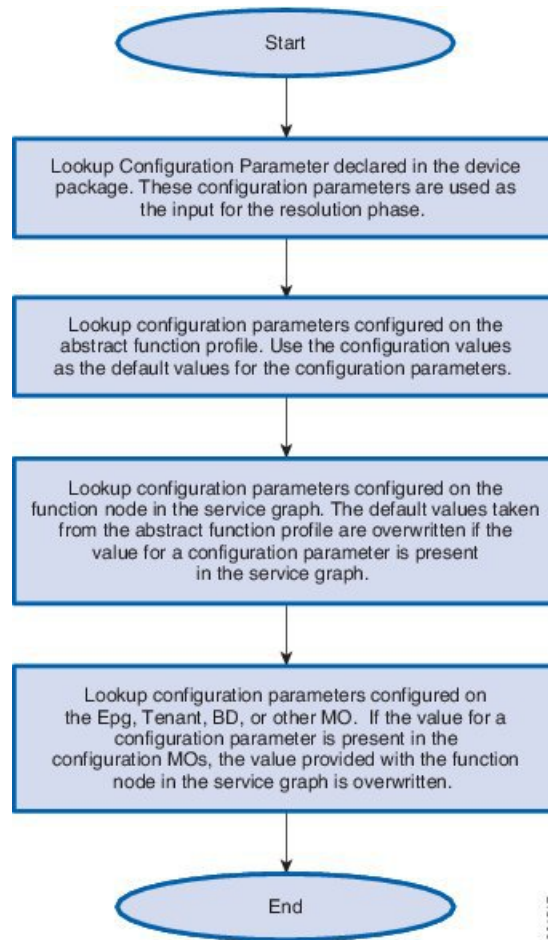 Start
Lookup Configuration Parameter declared in the device
package. These configuration parameters are used as
the input for the resolution phase.
Lookup configuration parameters configured on the
abstract function profile. Use the configuration values
as the default values for the configuration parameters.
Lookup configuration parameters configured on the
function node in the service graph. The default values taken
from the abstract function profile are overwritten if the
value for a configuration parameter is present
in the service graph.
Lookup configuration parameters configured on
the Epg, Tenant, BD, or other MO. If the value for a
configuration parameter is present in the
configuration MOs, the value provided with the function
node in the service graph is overwritten.
End